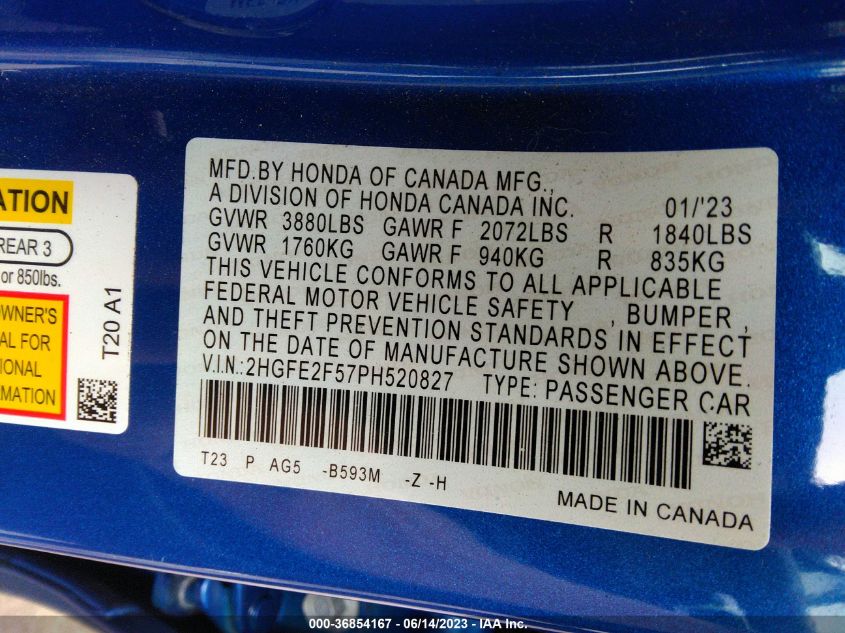 ATION
REAR 3
or 850lbs.
OWNER'S
AL FOR
IONAL
RMATION
T20 A1
MFD.BY HONDA OF CANADA MFG.,
A DIVISION OF HONDA CANADA INC. 01/'23
GVWR 3880LBS GAWR F 2072LBS R 1840LBS
GVWR 1760KG GAWR F 940KG R 835KG
THIS VEHICLE CONFORMS TO ALL APPLICABLE
FEDERAL MOTOR VEHICLE SAFETY , BUMPER ,
AND THEFT PREVENTION STANDARDS IN EFFECT
ON THE DATE OF MANUFACTURE SHOWN ABOVE.
V.I.N.:2HGFE2F57PH520827 TYPE: PASSENGER CAR
T23 P AG5 -B593M -Z -H
MADE IN CANADA
000-36854167 - 06/14/2023 - IAA Inc.